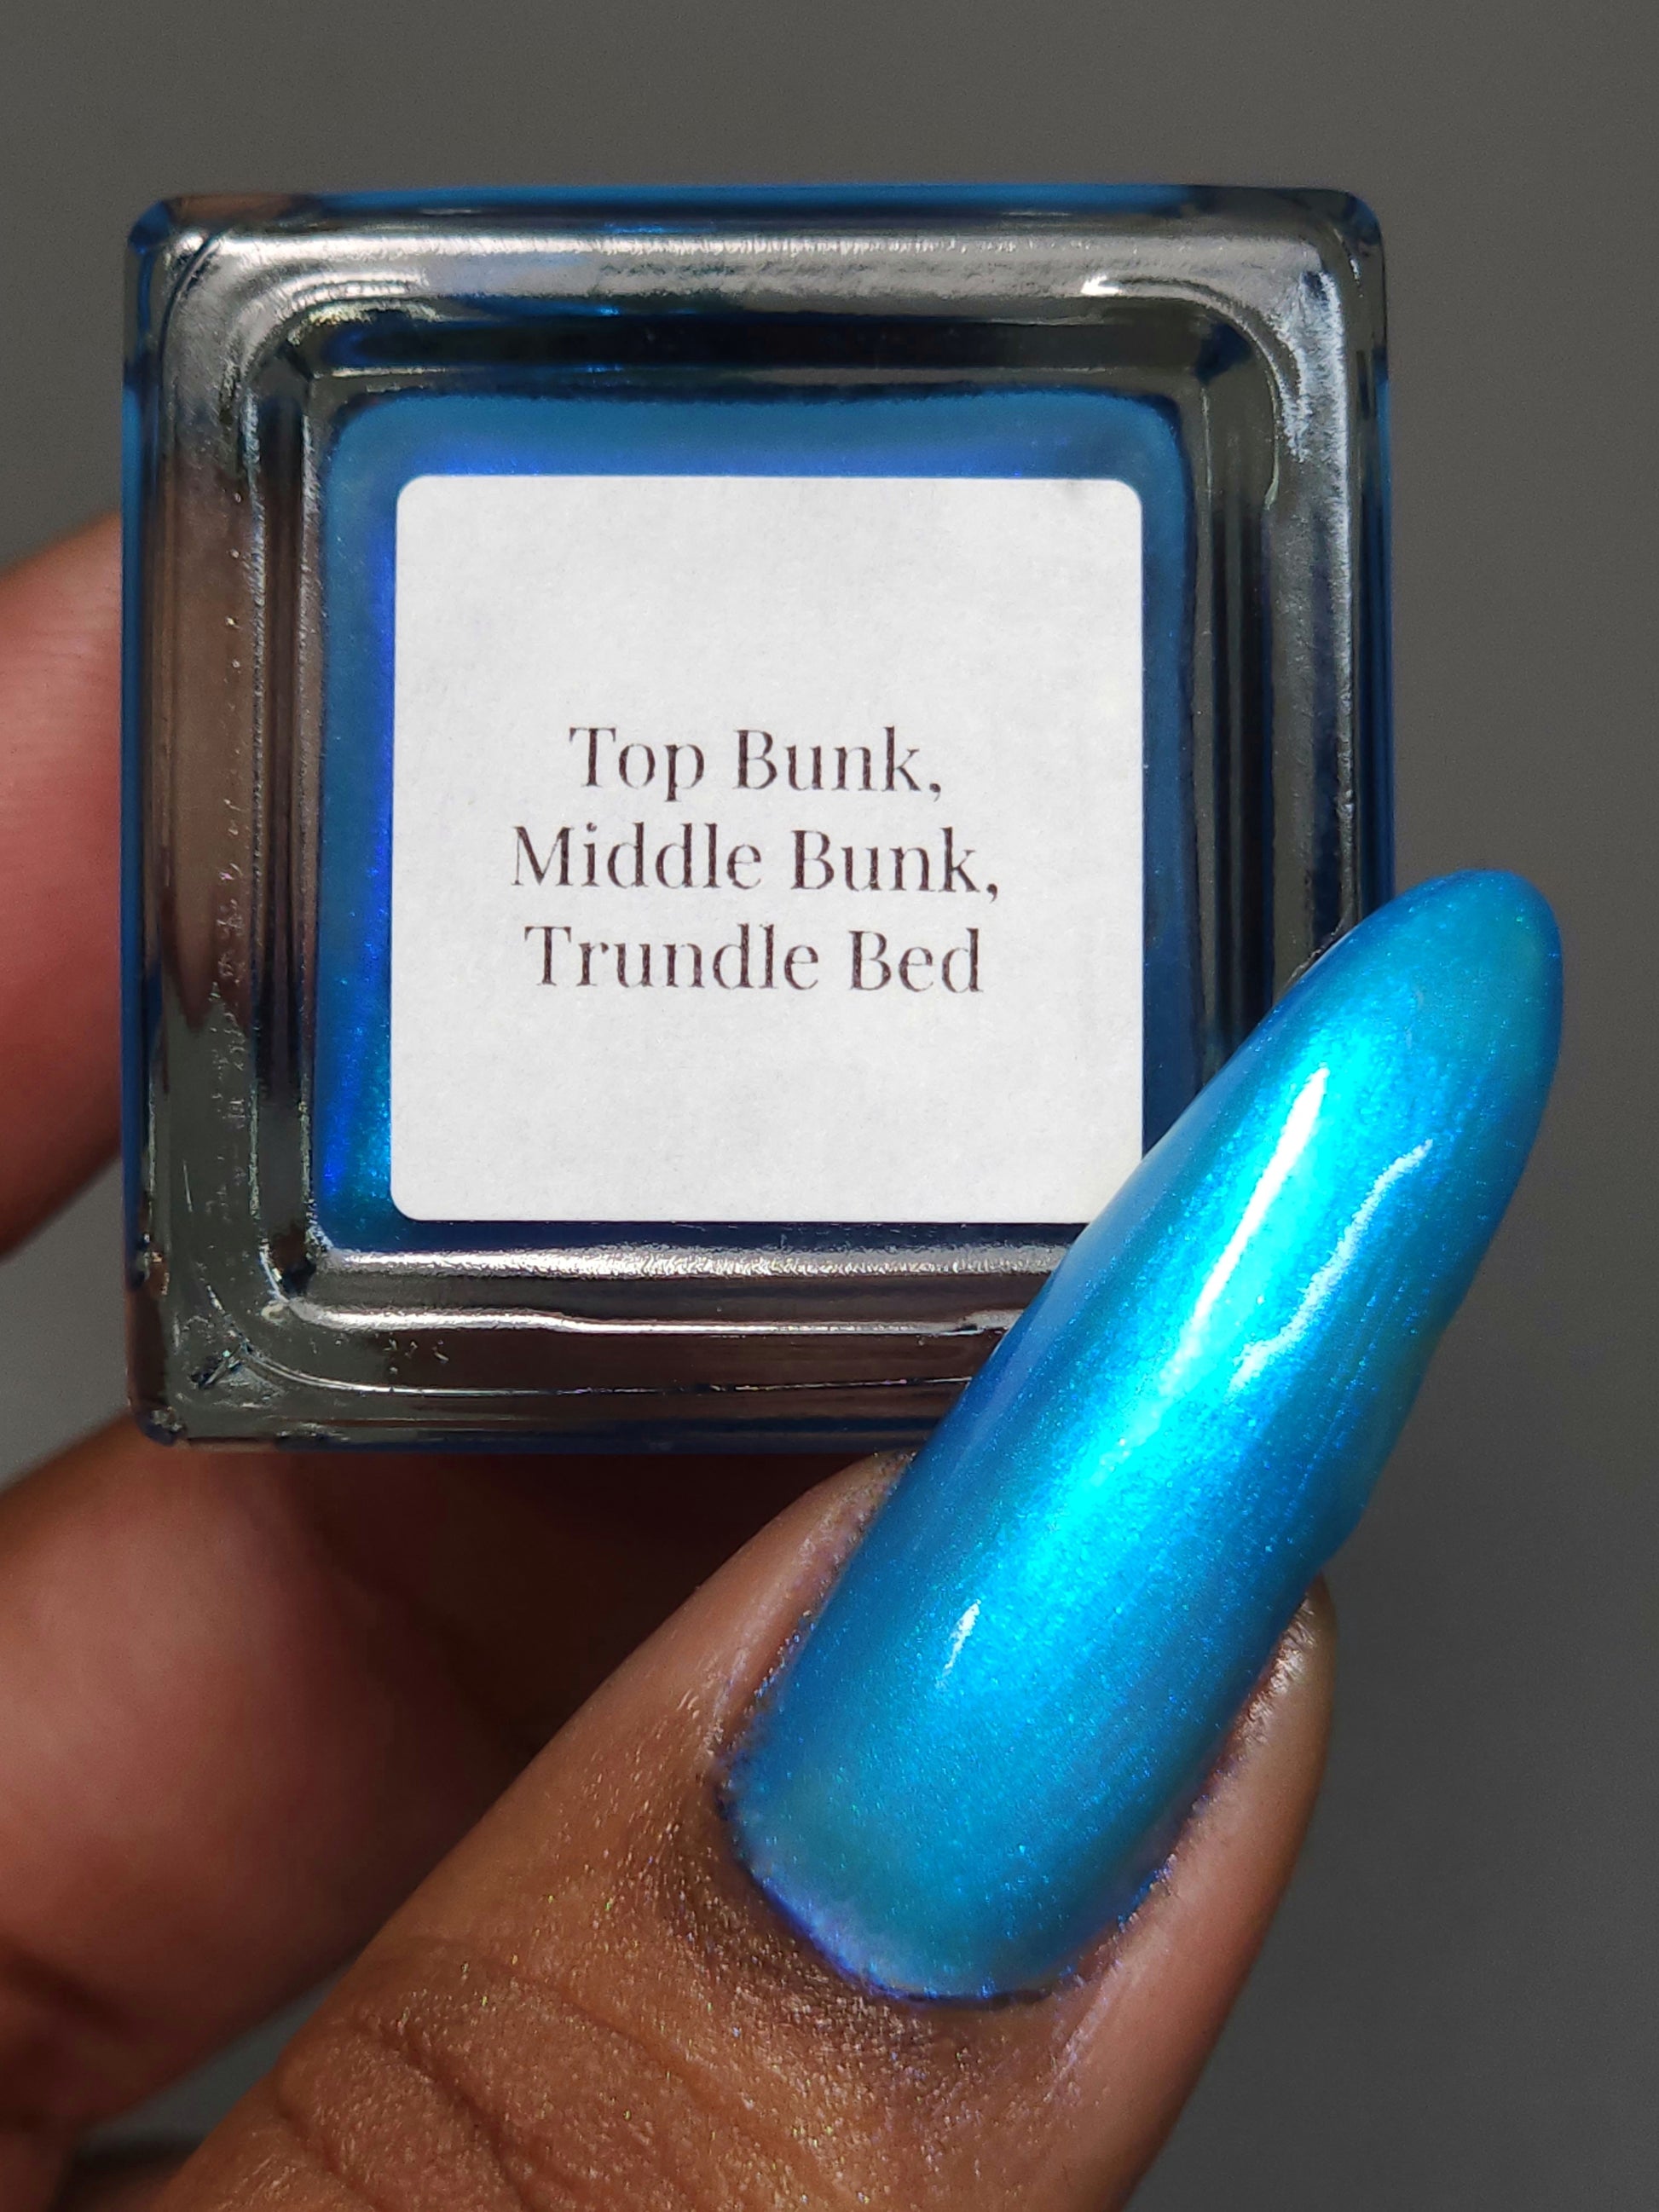 Top Bunk,
Middle Bunk,
Trundle Bed